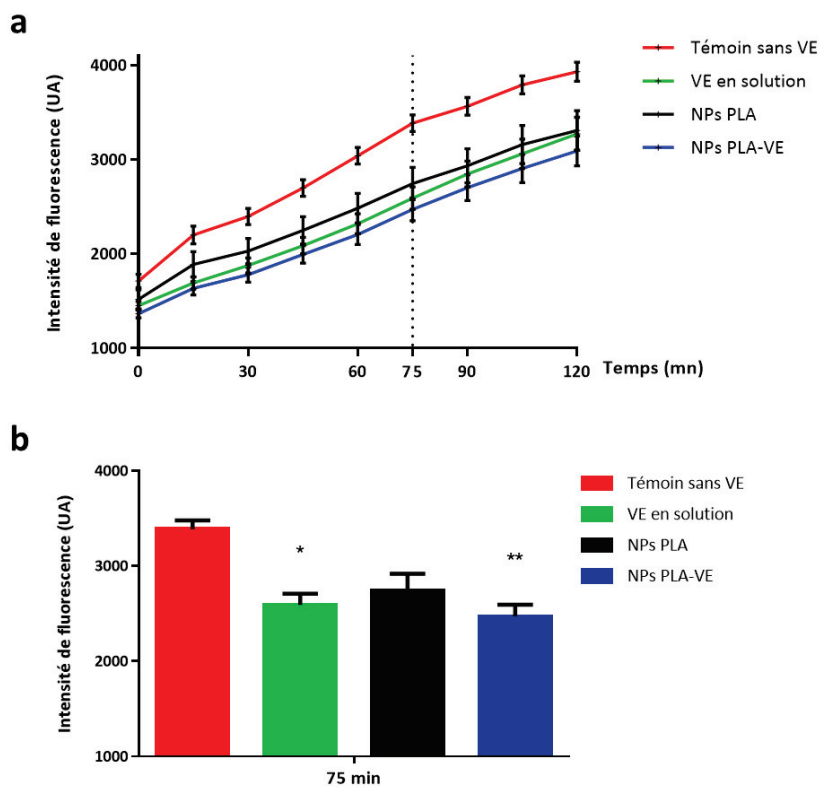 a
Intensité de fluorescence (UA)
4000
3000
2000
1000
0
30
60
75
90
120
Temps (mn)
Témoin sans VE
VE en solution
NPs PLA
NPs PLA-VE
b
Intensité de fluorescence (UA)
4000
3000
2000
1000
*
**
75 min
Témoin sans VE
VE en solution
NPs PLA
NPs PLA-VE